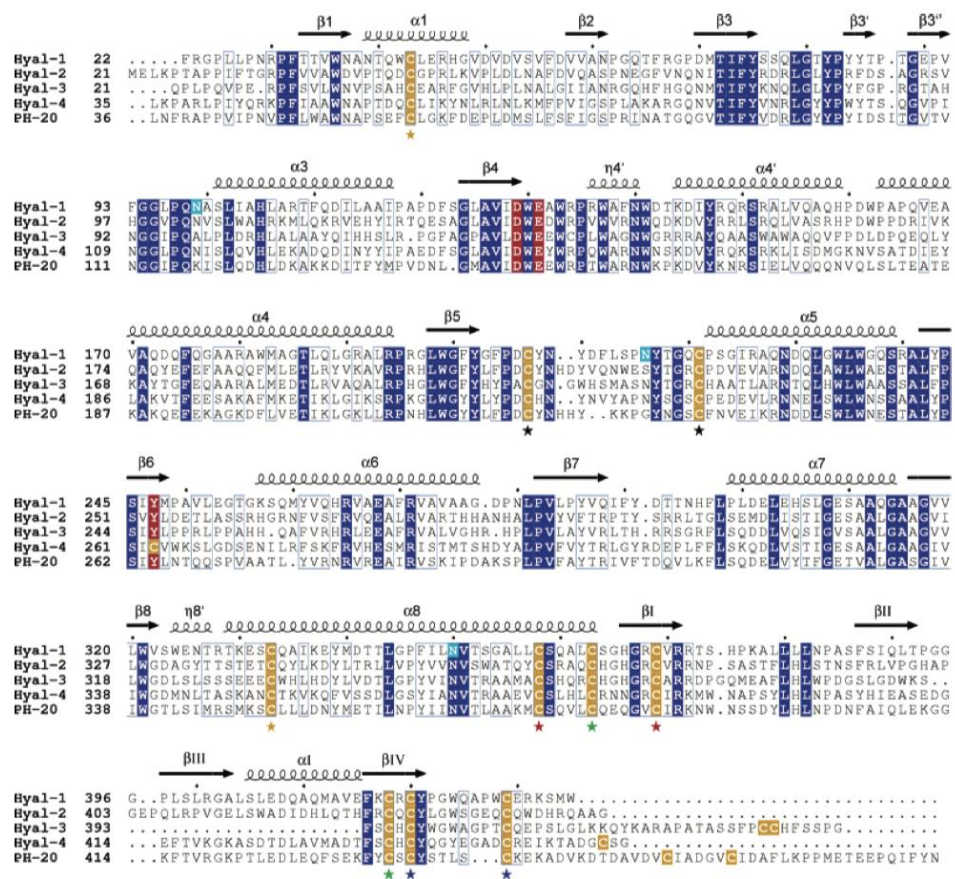 β1 α1 β2 β3 β3' β3''
Hyal-1 22 .....FRGPLLPNRPFTTVWNANTQWCLERHGVDVDVSVFDVVANPGQTFRGPDMTIFYSSQLGTYPYYTP.TGEPV
Hyal-2 21 MELKPTAPPIFTGRPFVVAWDVPTQDCGPRLKVPLDLNAFDVQASPNEGFVNQNITIFYRDRLGLYPRFDS.AGRSV
Hyal-3 21 ....QPLPQVPE.RPFSVLWNVPSAHCEARFGVHLPLNALGIIANRGQHFHGQNMTIFYKNQLGLYPYFGP.RGTAH
Hyal-4 35 ..LKPARLPIYQRKPFIAAWNAPTDQCLIKYNLRLNLKMFPVIGSPLAKARGQNVTIFYVNRLGYYPWYTS.QGVPI
PH-20 36 ..LNFRAPPVIPNVPFLWAWNAPSEFCLGKFDEPLDMSLFSFIGSPRINATGQGVTIFYVDRLGYYPYIDSITGVTV
α3 β4 η4' α4'
Hyal-1 93 FGGLPQNASLIAHLARTFQDILAAIPAPDFSGLAVIDWEAWRPRWAFNWDTKDIYRQRSRALVQAQHPDWPAPQVEA
Hyal-2 97 HGGVPQNVSLWAHRKMLQKRVEHYIRTQESAGLAVIDWEDWRPVWVRNWQDKDVYRRLSRQLVASRHPDWPPDRIVK
Hyal-3 92 NGGIPQALPLDRHLALAAYQIHHSLR.PGFAGPAVLDWEEWCPLWAGNWGRRRAYQAASWAWAQQVFPDLDPQEQLY
Hyal-4 109 NGGLPQNISLQVHLEKADQDINYYIPAEDFSGLAVIDWEYWRPQWARNWNSKDVYRQKSRKLISDMGKNVSATDIEY
PH-20 111 NGGIPQKISLQDHLDKAKKDITFYMPVDNL.GMAVIDWEEWRPTWARNWKPKDVYKNRSIELVQQQNVQLSLTEATE
α4 β5 α5
Hyal-1 170 VAQDQFQGAARAWMAGTLQLGRALRPRGLWGFYGFPDCYN..YDFLSPNYTGQCPSGIRAQNDQLGWLWGQSRALYP
Hyal-2 174 QAQYEFEFAAQQFMLETLRYVKAVRPRHLWGFYLFPDCYNHDYVQNWESYTGRCPDVEVARNDQLAWLWAESTALFP
Hyal-3 168 KAYTGFEQAARALMEDTLRVAQALRPHGLWGFYHYPACGN.GWHSMASNYTGRCHAATLARNTQLHWLWAASSALFP
Hyal-4 186 LAKVTFEESAKAFMKETIKLGIKSRPKGLWGYYLYPDCHN..YNVYAPNYSGSCPEDEVLRNNELSWLWNSSAALYP
PH-20 187 KAKQEFEKAGKDFLVETIKLGKLLRPNHLWGYYLFPDCYNHHY..KKPGYNGSCFNVEIKRNDDLSWLWNESTALYP
β6 α6 β7 α7
Hyal-1 245 SIYMPAVLEGTGKSQMYVQHRVAEAFRVAVAAG.DPNLPVLPYVQIFY.DTTNHFLPLDELEHSLGESAAQGAAGVV
Hyal-2 251 SVYLDETLASSRHGRNFVSFRVQEALRVARTHHANHALPVYVFTRPTY.SRRLTGLSEMDLISTIGESAALGAAGVI
Hyal-3 244 SIYLPPRLPPAHH.QAFVRHRLEEAFRVALVGHR.HPLPVLAYVRLTH.RRSGRFLSQDDLVQSIGVSAALGAAGVV
Hyal-4 261 SICVWKSLGDSENILRFSKFRVHESMRISTMTSHDYALPVFVYTRLGYRDEPLFFLSKQDLVSTIGESAALGAAGIV
PH-20 262 SIYLNTQQSPVAATL.YVRNRVREAIRVSKIPDAKSPLPVFAYTRIVFTDQVLKFLSQDELVYTFGETVALGASGIV
β8 η8' α8 βI βII
Hyal-1 320 LWVSWENTRTKESCQAIKEYMDTTLGPFILNVTSGALLCSQALCSGHGRCVRRTS.HPKALLLLNPASFSIQLTPGG
Hyal-2 327 LWGDAGYTTSTETCQYLKDYLTRLLVPYVVNVSWATQYCSRAQCHGHGRCVRRNP.SASTFLHLSTNSFRLVPGHAP
Hyal-3 318 LWGDLSLSSSEEECWHLHDYLVDTLGPYVINVTRAAMACSHQRCHGHGRCARRDPGQMEAFLHLWPDGSLGDWKS..
Hyal-4 338 IWGDMNLTASKANCTKVKQFVSSDLGSYIANVTRAAEVCSLHLCRNNGRCIRKMW.NAPSYLHLNPASYHIEASEDG
PH-20 338 IWGTLSIMRSMKSCLLLDNYMETILNPYIINVTLAAKMCSQVLCQEQGVCIRKNW.NSSDYLHLNPDNFAIQLEKGG
βIII αI βIV
Hyal-1 396 G..PLSLRGALSLEDQAQMAVEFKCRCYPGWQAPWCERKSMW..................................
Hyal-2 403 GEPQLRPVGELSWADIDHLQTHFRCQCYLGWSGEQCQWDHRQAAG...............................
Hyal-3 393 ......................FSCHCYWGWAGPTCQEPSLGLKKQYKARAPATASSFPCCHFSSPG.........
Hyal-4 414 ...EFTVKGKASDTDLAVMADTFSCHCYQGYEGADCREIKTADGCSG.............................
PH-20 414 ...KFTVRGKPTLEDLEQFSEKFYCSCYSTLS...CKEKADVKDTDAVDVCIADGVCIDAFLKPPMETEEPQIFYN